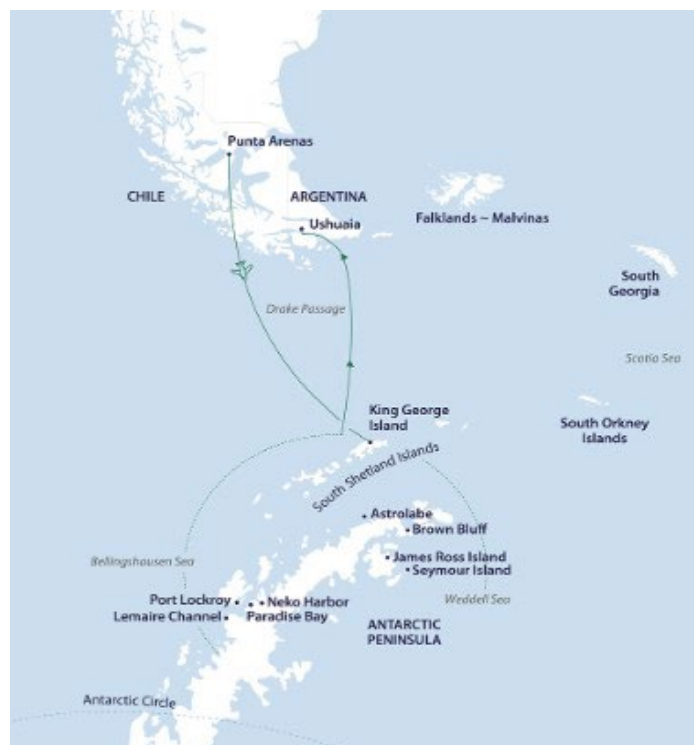 Punta Arenas
CHILE
ARGENTINA
Ushuaia
Falklands – Malvinas
South
Georgia
Drake Passage
Scotia Sea
King George
Island
South Orkney
Islands
South Shetland Islands
Astrolabe
Brown Bluff
Bellingshausen Sea
James Ross Island
Seymour Island
Port Lockroy
Neko Harbor
Weddell Sea
Lemaire Channel
Paradise Bay
ANTARCTIC
PENINSULA
Antarctic Circle